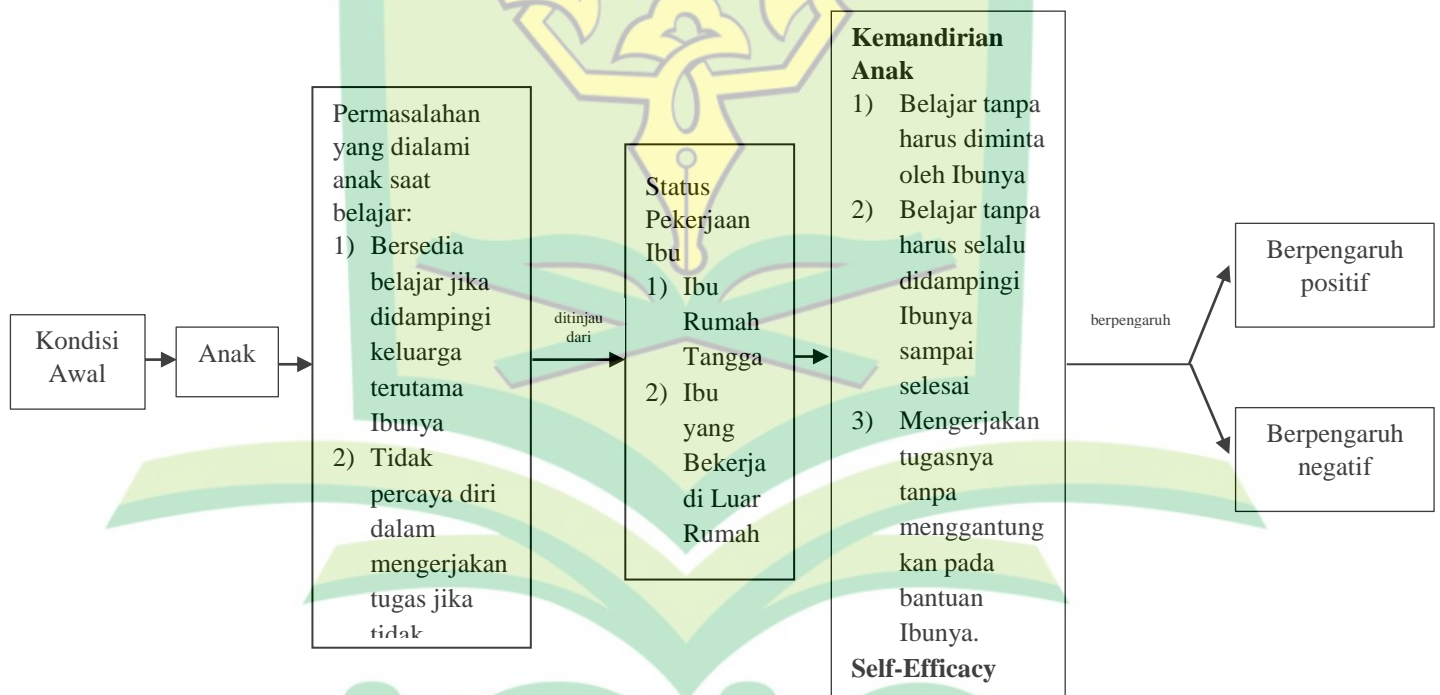 Kondisi
Awal
Anak
Permasalahan
yang dialami
anak saat
belajar:
1) Bersedia
belajar jika
didampingi
keluarga
terutama
Ibunya
2) Tidak
percaya diri
dalam
mengerjakan
tugas jika
tidak
ditinjau
dari
Status
Pekerjaan
Ibu
1) Ibu
Rumah
Tangga
2) Ibu
yang
Bekerja
di Luar
Rumah
Kemandirian
Anak
1) Belajar tanpa
harus diminta
oleh Ibunya
2) Belajar tanpa
harus selalu
didampingi
Ibunya
sampai
selesai
3) Mengerjakan
tugasnya
tanpa
menggantung
kan pada
bantuan
Ibunya.
Self-Efficacy
berpengaruh
Berpengaruh
positif
Berpengaruh
negatif